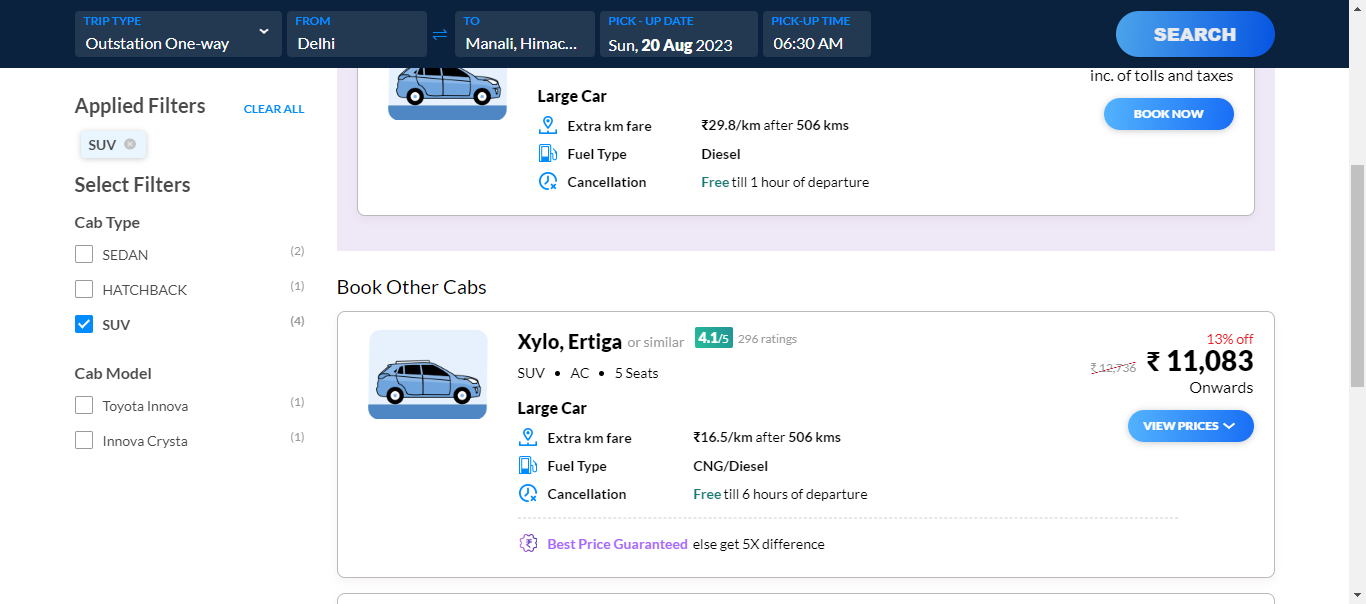 TRIP TYPE
Outstation One-way
FROM
Delhi
TO
Manali, Himac...
PICK - UP DATE
Sun, 20 Aug 2023
PICK-UP TIME
06:30 AM
SEARCH
Applied Filters
CLEAR ALL
SUV
Select Filters
Cab Type
SEDAN (2)
HATCHBACK (1)
SUV (4)
Cab Model
Toyota Innova (1)
Innova Crysta (1)
inc. of tolls and taxes
BOOK NOW
Large Car
Extra km fare ₹29.8/km after 506 kms
Fuel Type Diesel
Cancellation Free till 1 hour of departure
Book Other Cabs
Xylo, Ertiga or similar 4.1/5 296 ratings
SUV • AC • 5 Seats
13% off
₹ 12,736 ₹ 11,083
Onwards
VIEW PRICES
Large Car
Extra km fare ₹16.5/km after 506 kms
Fuel Type CNG/Diesel
Cancellation Free till 6 hours of departure
Best Price Guaranteed else get 5X difference